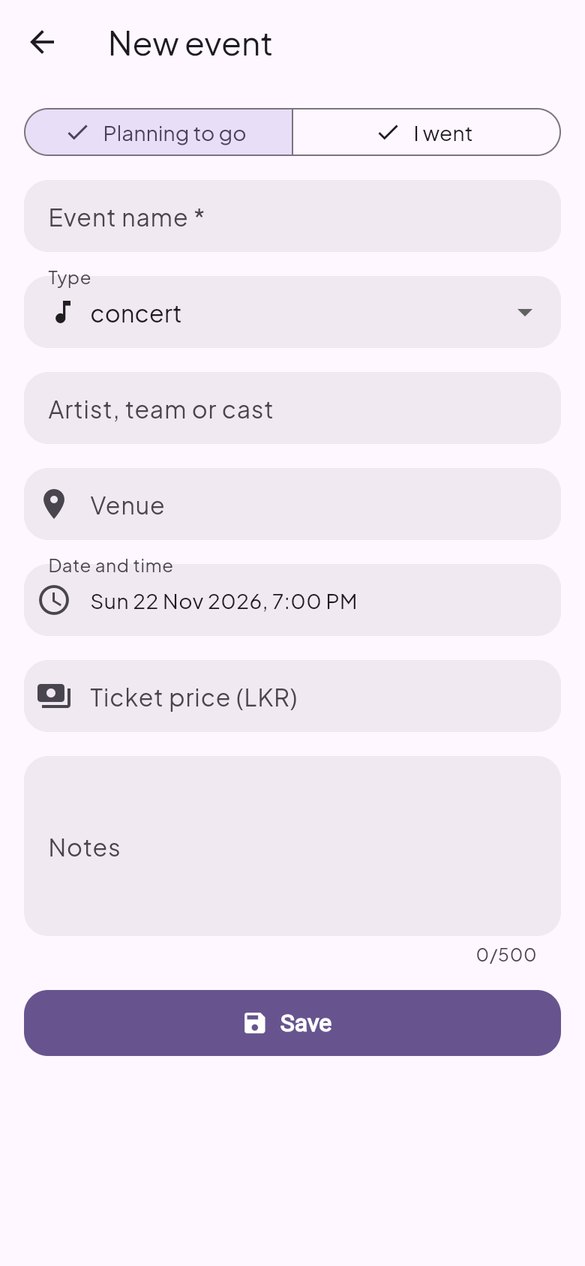 New event
Planning to go
I went
Event name *
Type
concert
Artist, team or cast
Venue
Date and time
Sun 22 Nov 2026, 7:00 PM
Ticket price (LKR)
Notes
0/500
Save